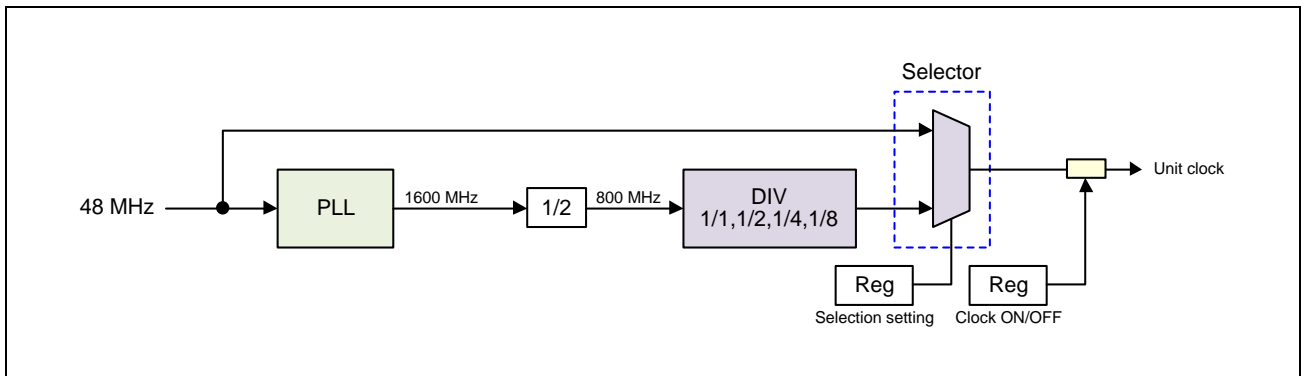 Selector
48 MHz
PLL
1600 MHz
1/2
800 MHz
DIV
1/1,1/2,1/4,1/8
Unit clock
Reg
Selection setting
Reg
Clock ON/OFF